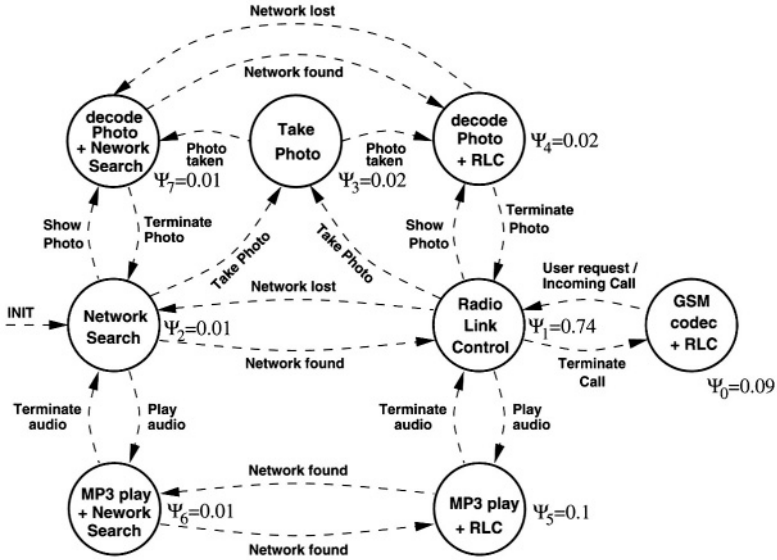 Network lost
Network found
decode
Photo
+ Nework
Search
Ψ7=0.01
Photo
taken
Take
Photo
Ψ3=0.02
Photo
taken
decode
Photo
+ RLC
Ψ4=0.02
Show
Photo
Terminate
Photo
Take Photo
Take Photo
Show
Photo
Terminate
Photo
INIT
Network
Search
Ψ2=0.01
Network lost
Network found
Radio
Link
Control
Ψ1=0.74
User request /
Incoming Call
Terminate
Call
GSM
codec
+ RLC
Ψ0=0.09
Terminate
audio
Play
audio
Terminate
audio
Play
audio
MP3 play
+ Nework
Search
Ψ6=0.01
Network found
Network found
MP3 play
+ RLC
Ψ5=0.1